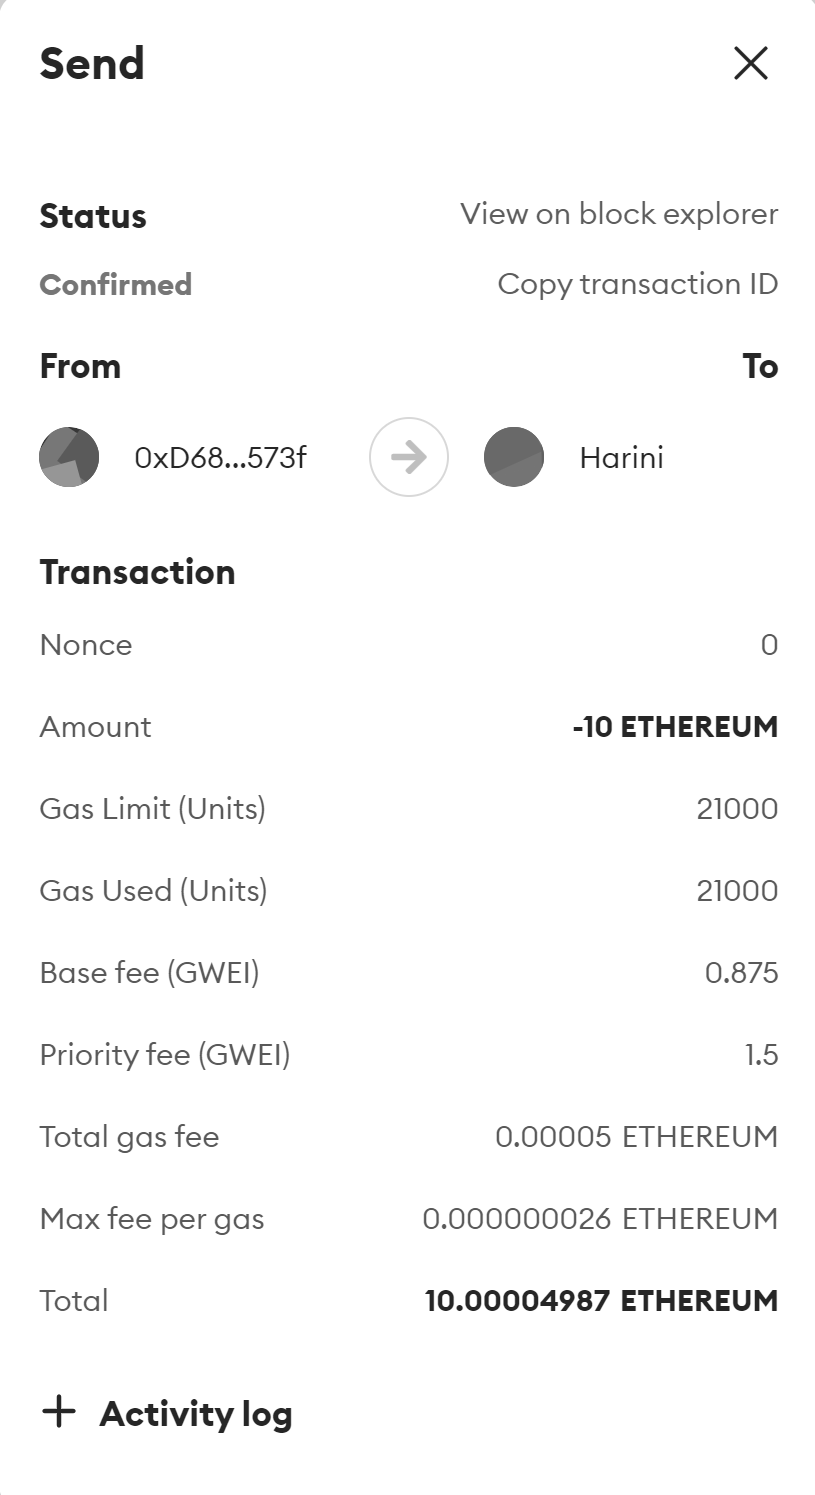 Send
Status
View on block explorer
Confirmed
Copy transaction ID
From
To
0xD68...573f
Harini
Transaction
Nonce 0
Amount -10 ETHEREUM
Gas Limit (Units) 21000
Gas Used (Units) 21000
Base fee (GWEI) 0.875
Priority fee (GWEI) 1.5
Total gas fee 0.00005 ETHEREUM
Max fee per gas 0.000000026 ETHEREUM
Total 10.00004987 ETHEREUM
Activity log